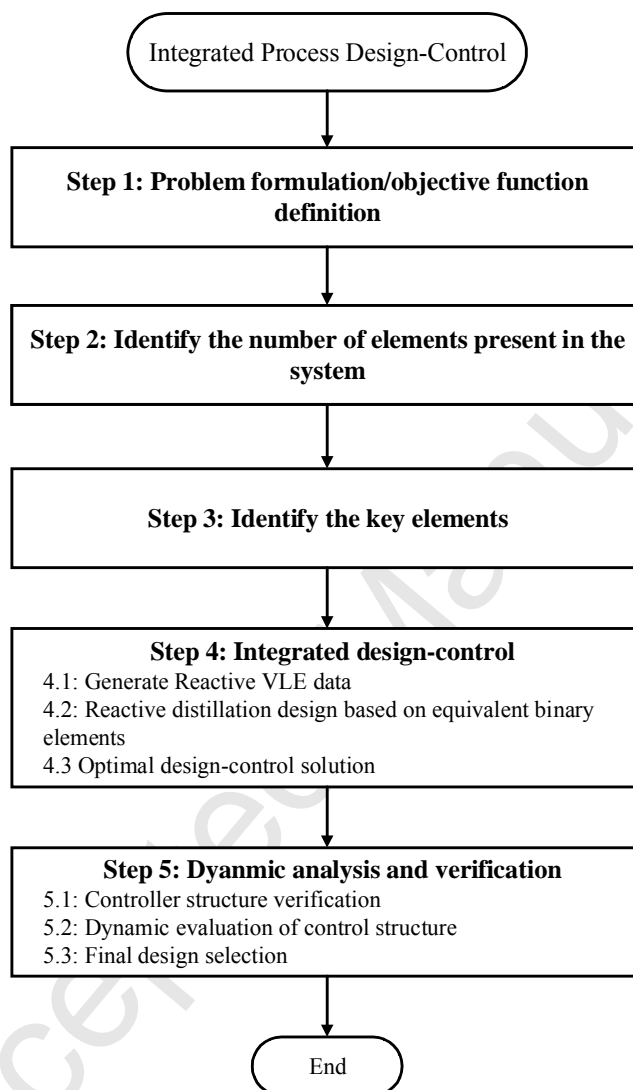 Integrated Process Design-Control
Step 1: Problem formulation/objective function
definition
Step 2: Identify the number of elements present in the
system
Step 3: Identify the key elements
Step 4: Integrated design-control
4.1: Generate Reactive VLE data
4.2: Reactive distillation design based on equivalent binary
elements
4.3 Optimal design-control solution
Step 5: Dyanmic analysis and verification
5.1: Controller structure verification
5.2: Dynamic evaluation of control structure
5.3: Final design selection
End